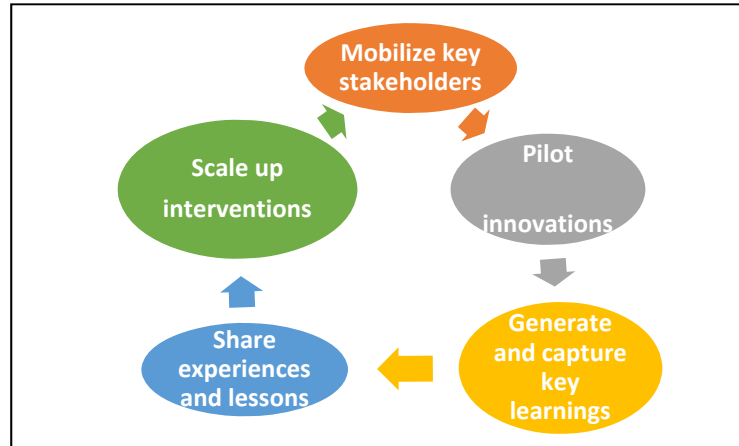 Mobilize key
stakeholders
Pilot
innovations
Generate
and capture
key
learnings
Share
experiences
and lessons
Scale up
interventions